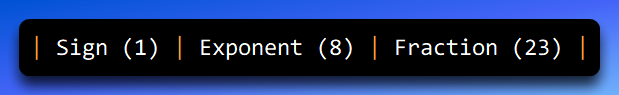 | Sign (1) | Exponent (8) | Fraction (23) |